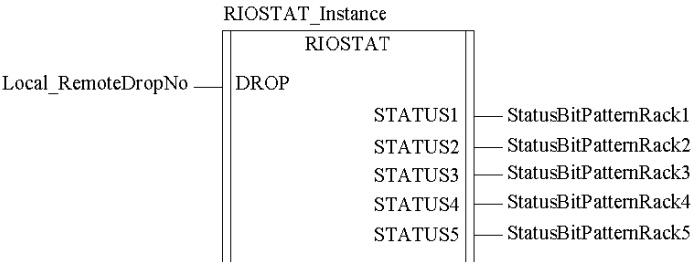 RIOSTAT_Instance
RIOSTAT
Local_RemoteDropNo DROP
STATUS1 StatusBitPatternRack1
STATUS2 StatusBitPatternRack2
STATUS3 StatusBitPatternRack3
STATUS4 StatusBitPatternRack4
STATUS5 StatusBitPatternRack5